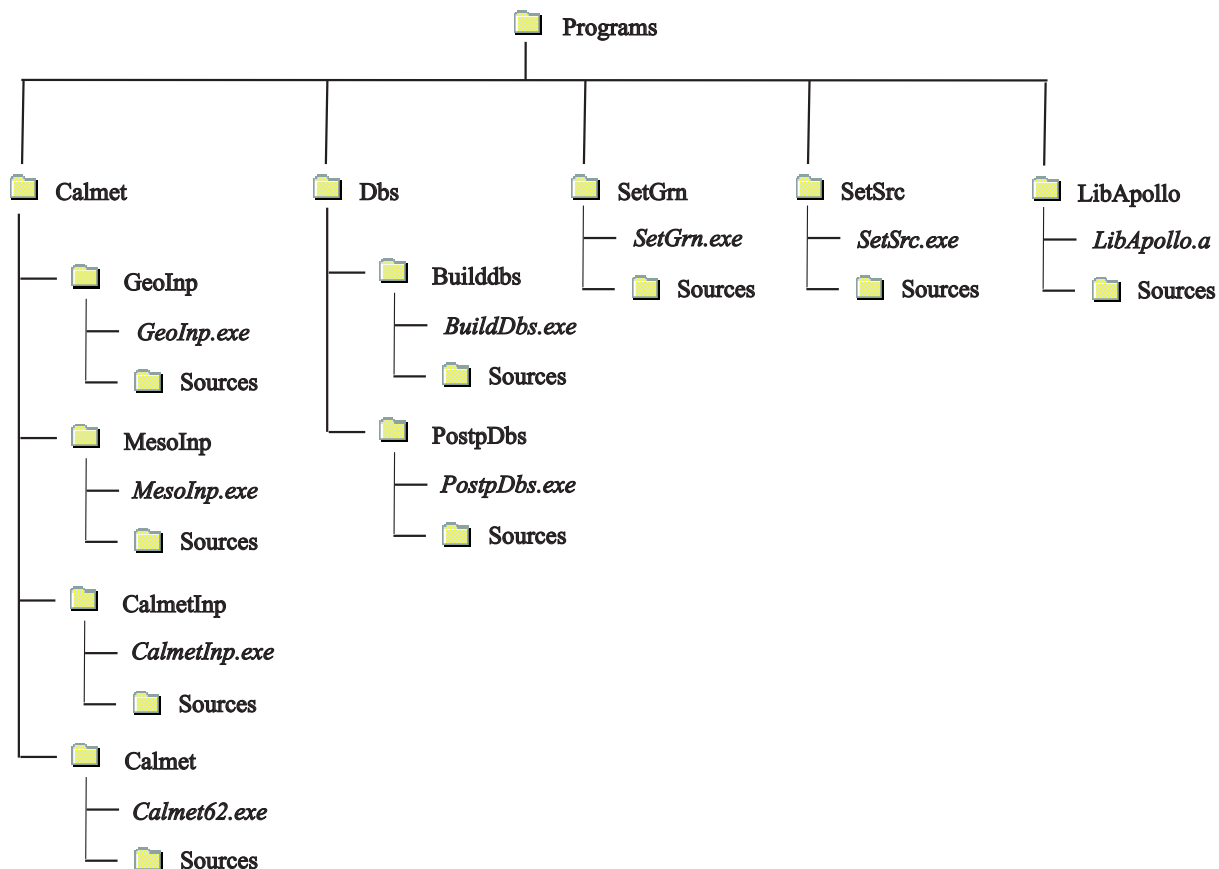 Programs
Calmet
GeoInp
GeoInp.exe
Sources
MesoInp
MesoInp.exe
Sources
CalmetInp
CalmetInp.exe
Sources
Calmet
Calmet62.exe
Sources
Dbs
Builddbs
BuildDbs.exe
Sources
PostpDbs
PostpDbs.exe
Sources
SetGrn
SetGrn.exe
Sources
SetSrc
SetSrc.exe
Sources
LibApollo
LibApollo.a
Sources